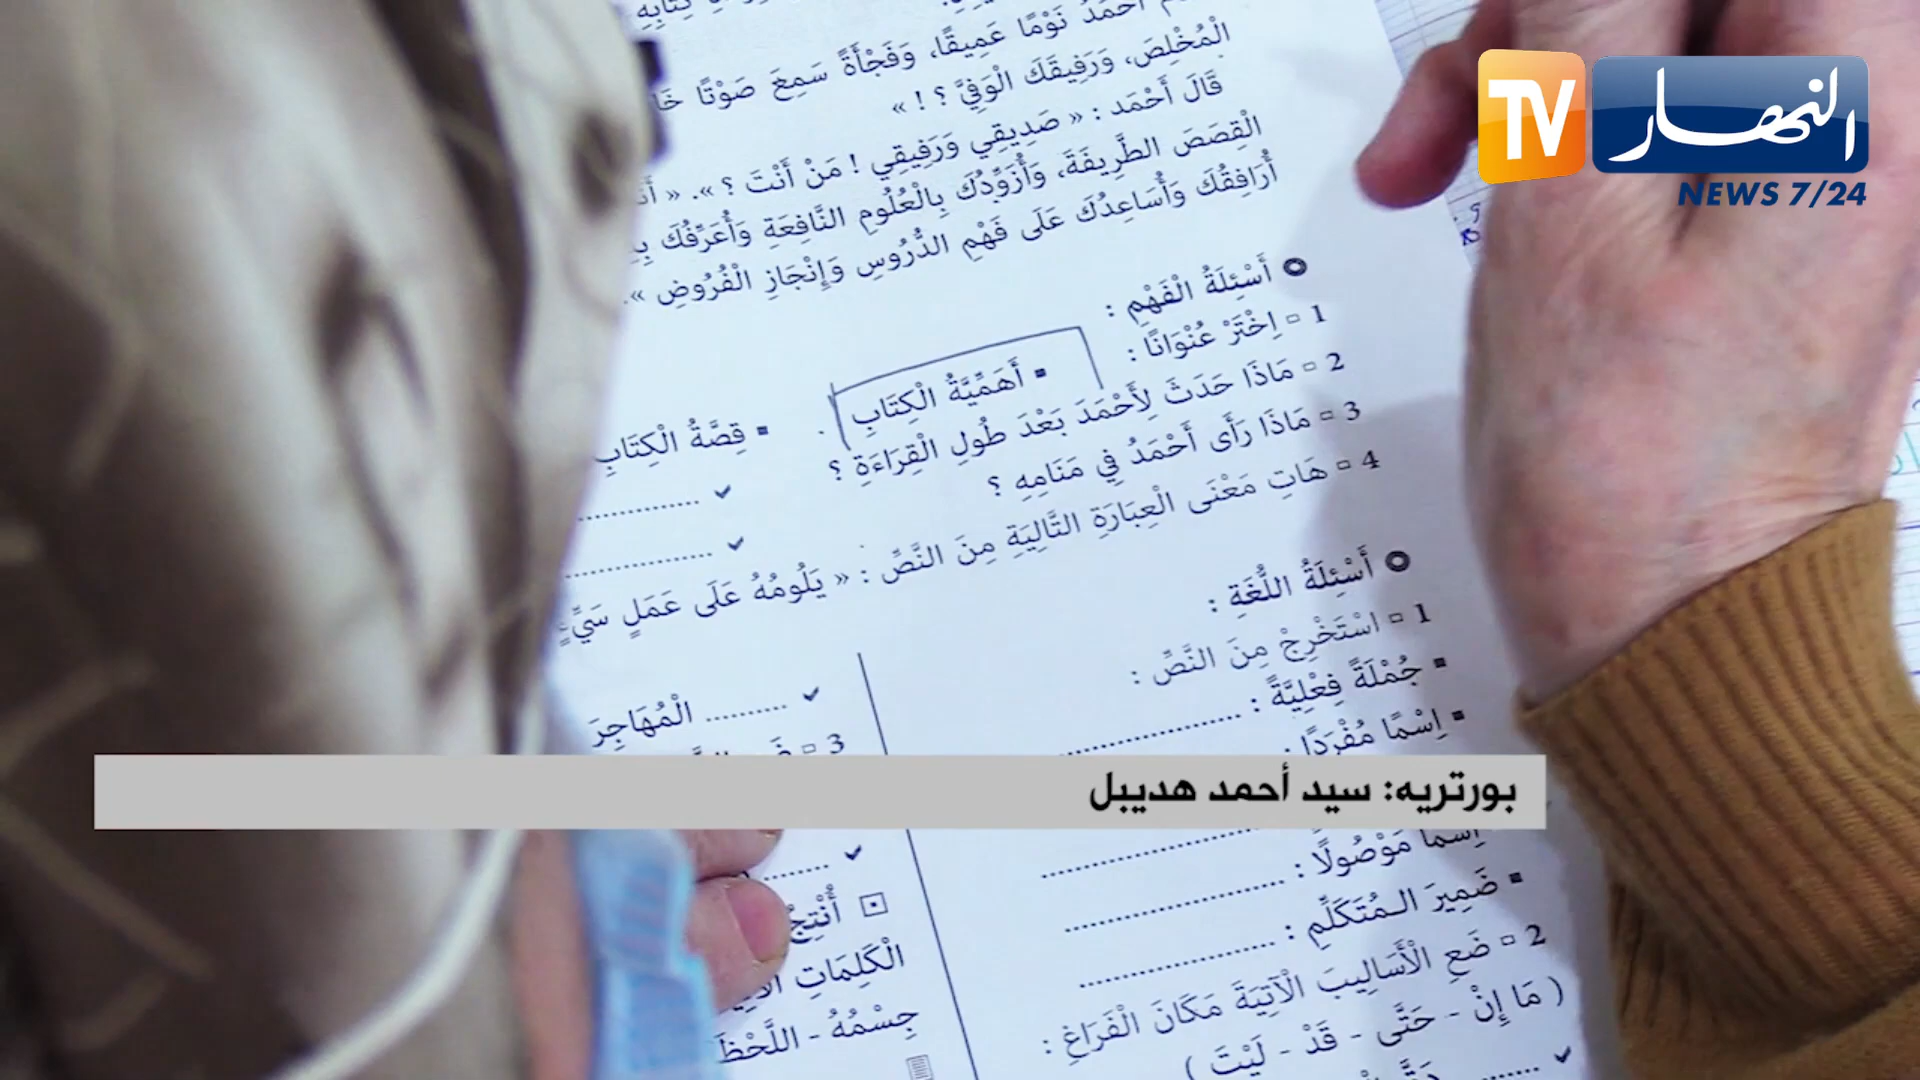 كِتَابِهِ
أَحْمَدُ نَوْمًا عَمِيقًا، وَفَجْأَةً سَمِعَ صَوْتًا
الْمُخْلِصَ، وَرَفِيقَكَ الْوَفِيَّ ؟ ! »
قَالَ أَحْمَد : « صَدِيقِي وَرَفِيقِي ! مَنْ أَنْتَ ؟ ». «
الْقِصَصَ الطَّرِيفَةَ، وَأُزَوِّدُكَ بِالْعُلُومِ النَّافِعَةِ وَأُعَرِّفُكَ
أُرَافِقُكَ وَأُسَاعِدُكَ عَلَى فَهْمِ الدُّرُوسِ وَإِنْجَازِ الْفُرُوضِ ».
أَسْئِلَةُ الْفَهْمِ :
1 ▫ اِخْتَرْ عُنْوَانًا :
▪ أَهَمِّيَّةُ الْكِتَابِ .
▪ قِصَّةُ الْكِتَابِ
2 ▫ مَاذَا حَدَثَ لِأَحْمَدَ بَعْدَ طُولِ الْقِرَاءَةِ ؟
3 ▫ مَاذَا رَأَى أَحْمَدُ فِي مَنَامِهِ ؟
4 ▫ هَاتِ مَعْنَى الْعِبَارَةِ التَّالِيَةِ مِنَ النَّصِّ : « يَلُومُهُ عَلَى عَمَلٍ سَيِّءٍ
أَسْئِلَةُ اللُّغَةِ :
1 ▫ اسْتَخْرِجْ مِنَ النَّصِّ :
▪ جُمْلَةً فِعْلِيَّةً : ..................
▪ اِسْمًا مُفْرَدًا :
اِسْمًا مَوْصُولًا : ..................
▪ ضَمِيرَ الـمُتَكَلِّمِ : ..................
2 ▫ ضَعِ الْأَسَالِيبَ الْآتِيَةَ مَكَانَ الْفَرَاغِ :
( مَا إِنْ - حَتَّى - قَدْ - لَيْتَ )
......... الْمُهَاجِرَ
3 ▫
أُنْتِجُ
الْكَلِمَاتِ
جِسْمُهُ - اللَّحْظَ
بورتريه: سيد أحمد هديبل
TV النهار
NEWS 7/24